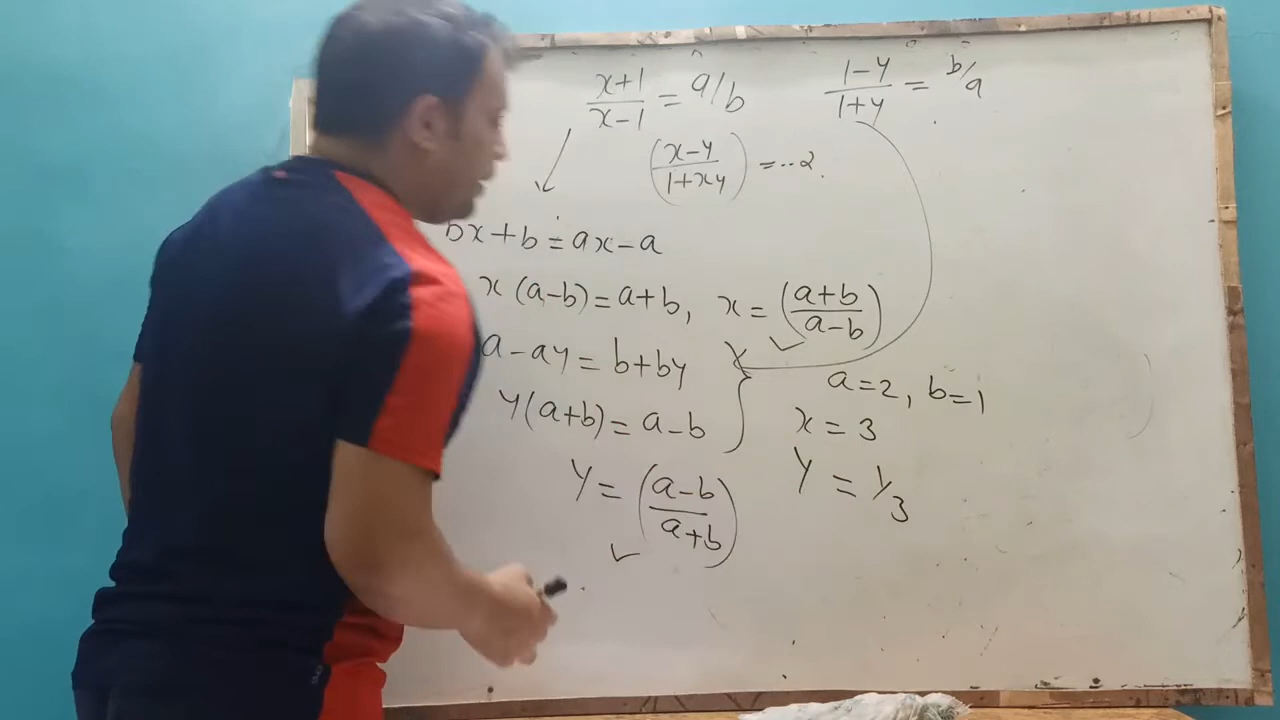 x+1/x-1 = a/b    1-y/1+y = b/a
(x-y/1+xy) = --2.
bx+b = ax-a
x(a-b) = a+b, x = (a+b/a-b)
a-ay = b+by
a=2, b=1
y(a+b) = a-b    x = 3
y = (a-b/a+b)    y = 1/3